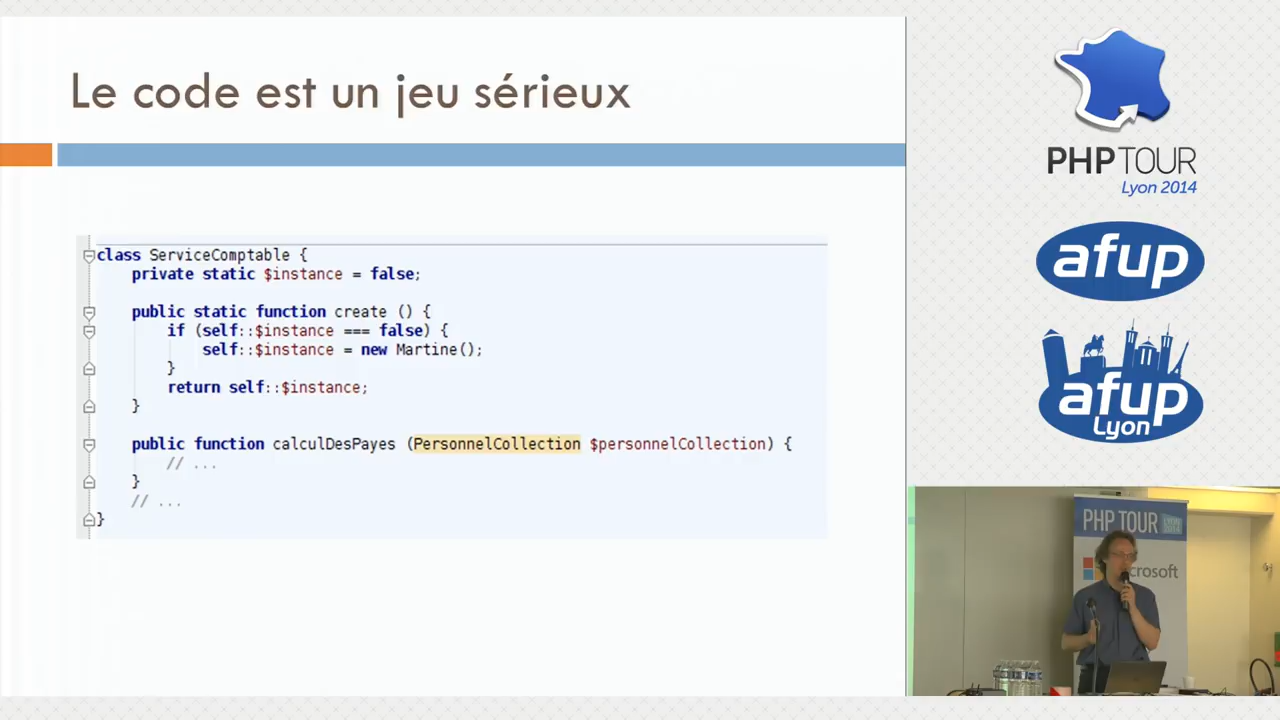 Le code est un jeu sérieux
class ServiceComptable {
private static $instance = false;
public static function create () {
if (self::$instance === false) {
self::$instance = new Martine();
}
return self::$instance;
}
public function calculDesPayes (PersonnelCollection $personnelCollection) {
// ...
}
// ...
}
PHP TOUR
Lyon 2014
afup
afup
Lyon
PHP TOUR